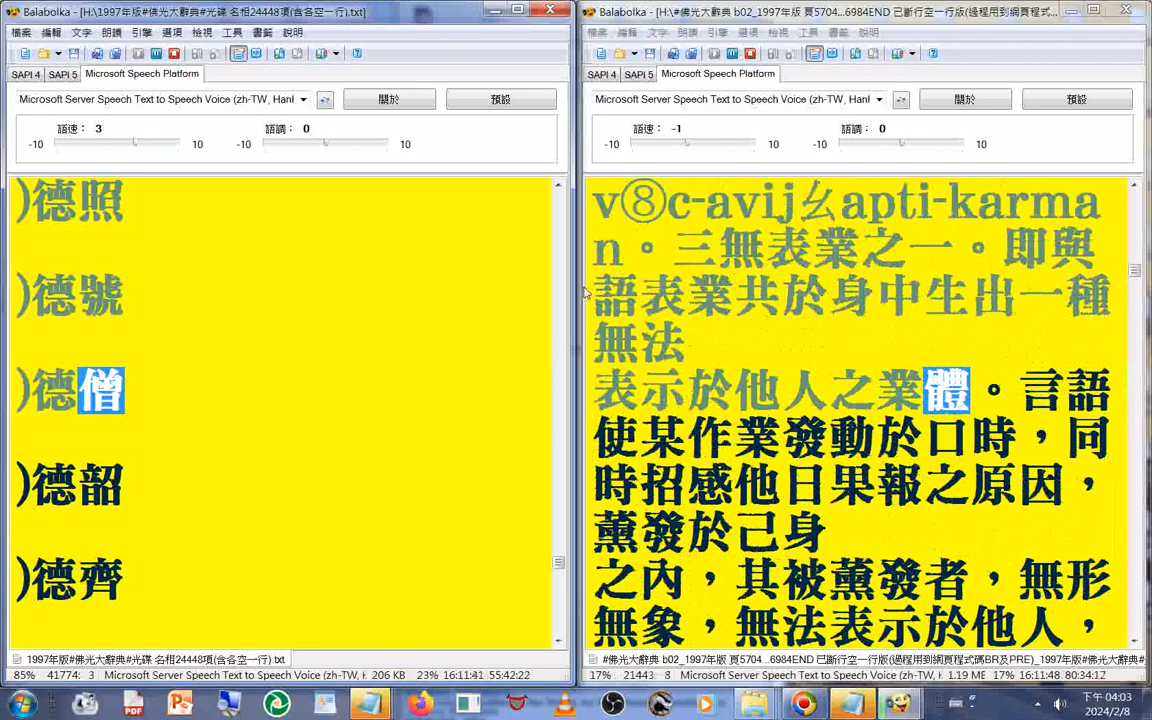 Balabolka - [H:\1997年版#佛光大辭典#光碟 名相24448項(含各空一行).txt]
檔案 編輯 文字 朗讀 引擎 選項 檢視 工具 書籤 說明
SAPI 4 SAPI 5 Microsoft Speech Platform
Microsoft Server Speech Text to Speech Voice (zh-TW, Hanl
關於
預設
語速： 3
語調： 0
-10 10 -10 10
)德照
)德號
)德僧
)德韶
)德齊
1997年版#佛光大辭典#光碟 名相24448項(含各空一行).txt
85% 41774: 3 Microsoft Server Speech Text to Speech Voice (zh-TW, H 206 KB 23% 16:11:41 55:42:22
Balabolka - [H:\#佛光大辭典 b02_1997年版 頁5704...6984END 已斷行空一行版(過程用到網頁程式...
檔案 編輯 文字 朗讀 引擎 選項 檢視 工具 書籤 說明
SAPI 4 SAPI 5 Microsoft Speech Platform
Microsoft Server Speech Text to Speech Voice (zh-TW, Hanl
關於
預設
語速： -1
語調： 0
-10 10 -10 10
v⑧c-avijㄠapti-karma
n。三無表業之一。即與
語表業共於身中生出一種
無法
表示於他人之業體。言語
使某作業發動於口時，同
時招感他日果報之原因，
薰發於己身
之內，其被薰發者，無形
無象，無法表示於他人，
#佛光大辭典 b02_1997年版 頁5704...6984END 已斷行空一行版(過程用到網頁程式碼BR及PRE)_1997年版#
17% 21443: 8 Microsoft Server Speech Text to Speech Voice (zh-TW, H 1.19 ME 17% 16:11:48 80:34:12
下午 04:03
2024/2/8